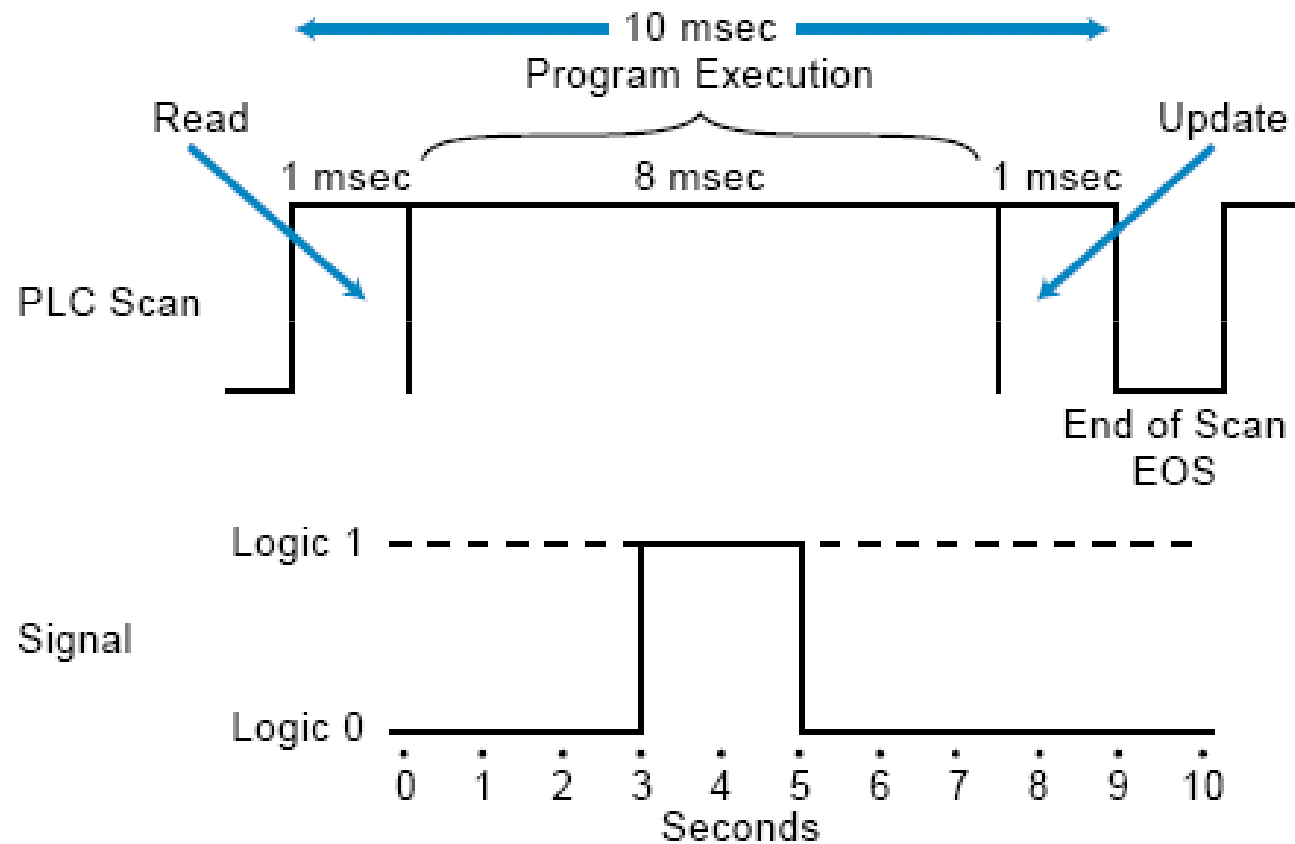 10 msec
Program Execution
Read
Update
1 msec
8 msec
1 msec
PLC Scan
End of Scan
EOS
Logic 1
Signal
Logic 0
0 1 2 3 4 5 6 7 8 9 10
Seconds